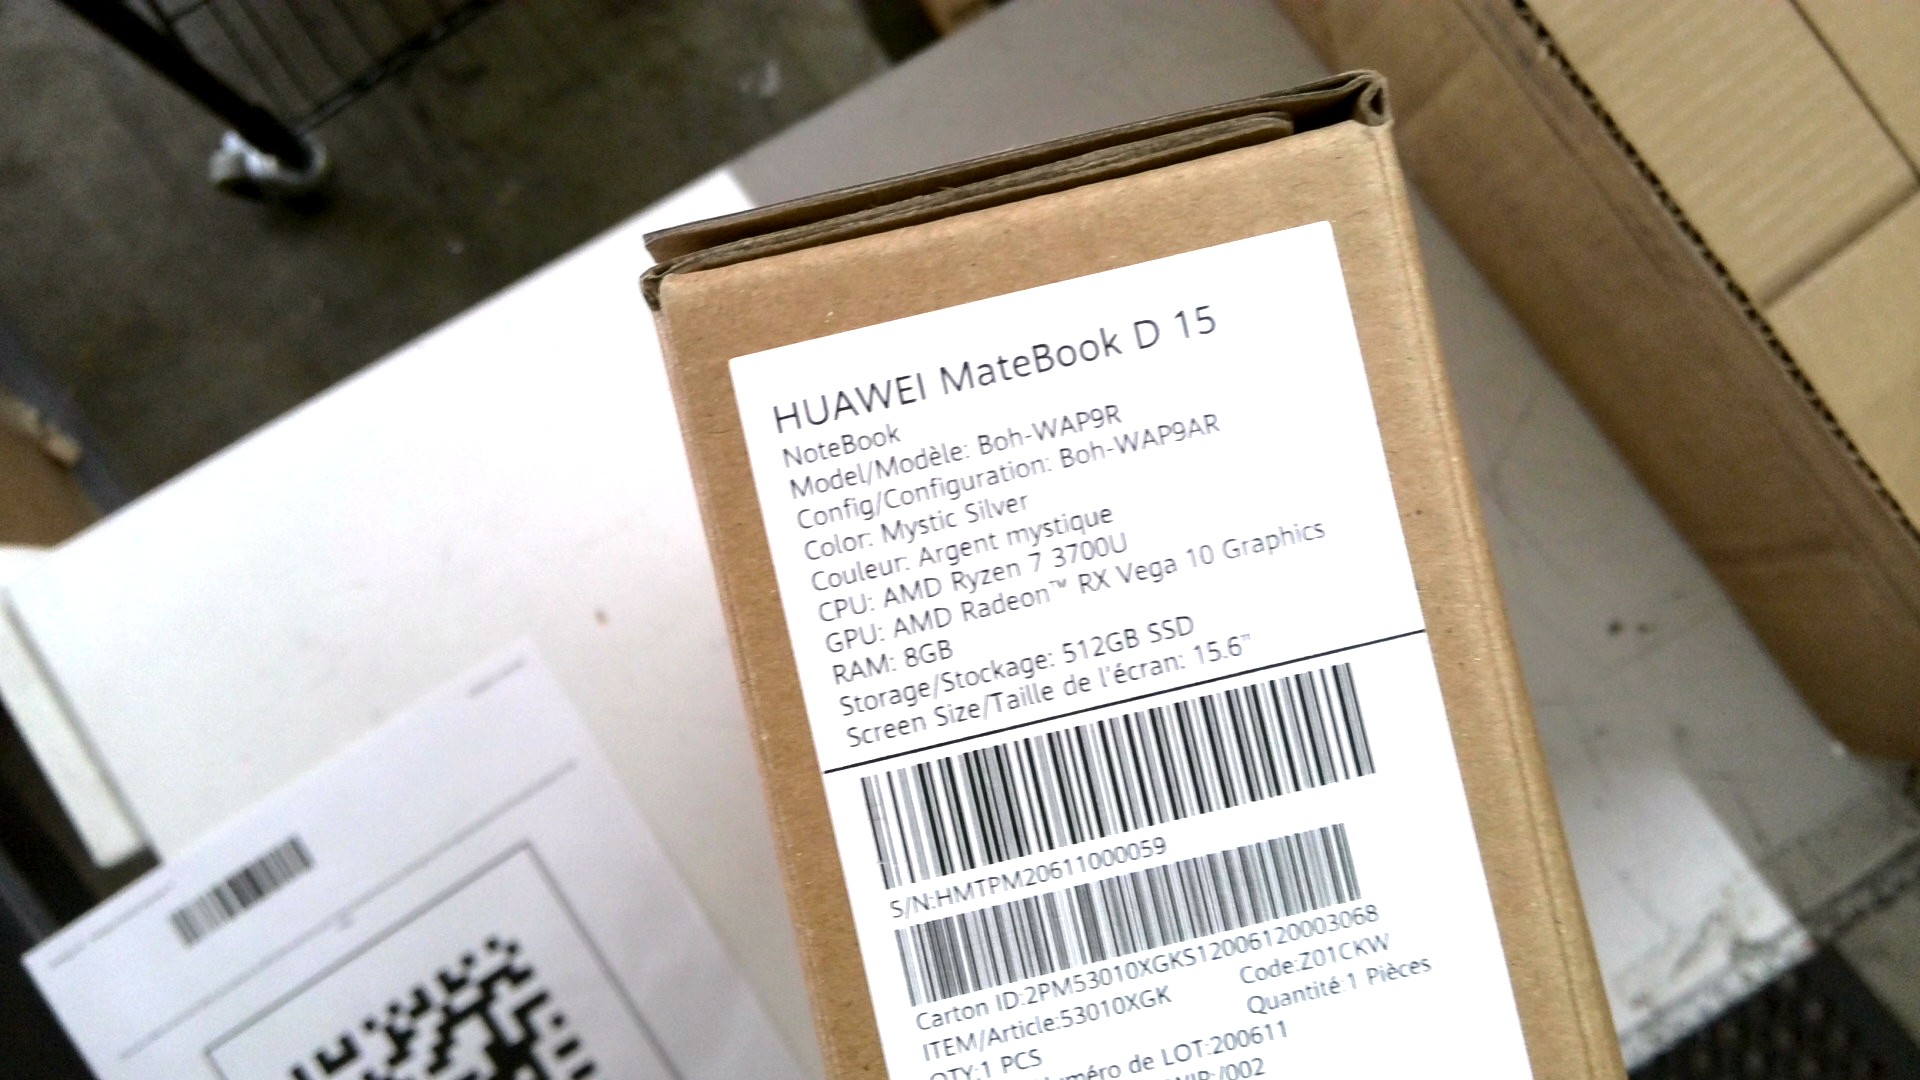 HUAWEI MateBook D 15
NoteBook
Model/Modèle: Boh-WAP9R
Config/Configuration: Boh-WAP9AR
Color: Mystic Silver
Couleur: Argent mystique
CPU: AMD Ryzen 7 3700U
GPU: AMD Radeon™ RX Vega 10 Graphics
RAM: 8GB
Storage/Stockage: 512GB SSD
Screen Size/Taille de l'écran: 15.6"
S/N:HMTPM20611000059
Carton ID:2PM53010XGKS12006120003068
ITEM/Article:53010XGK Code:Z01CKW
QTY:1 PCS Quantité:1 Pièces
de LOT:200611
/002